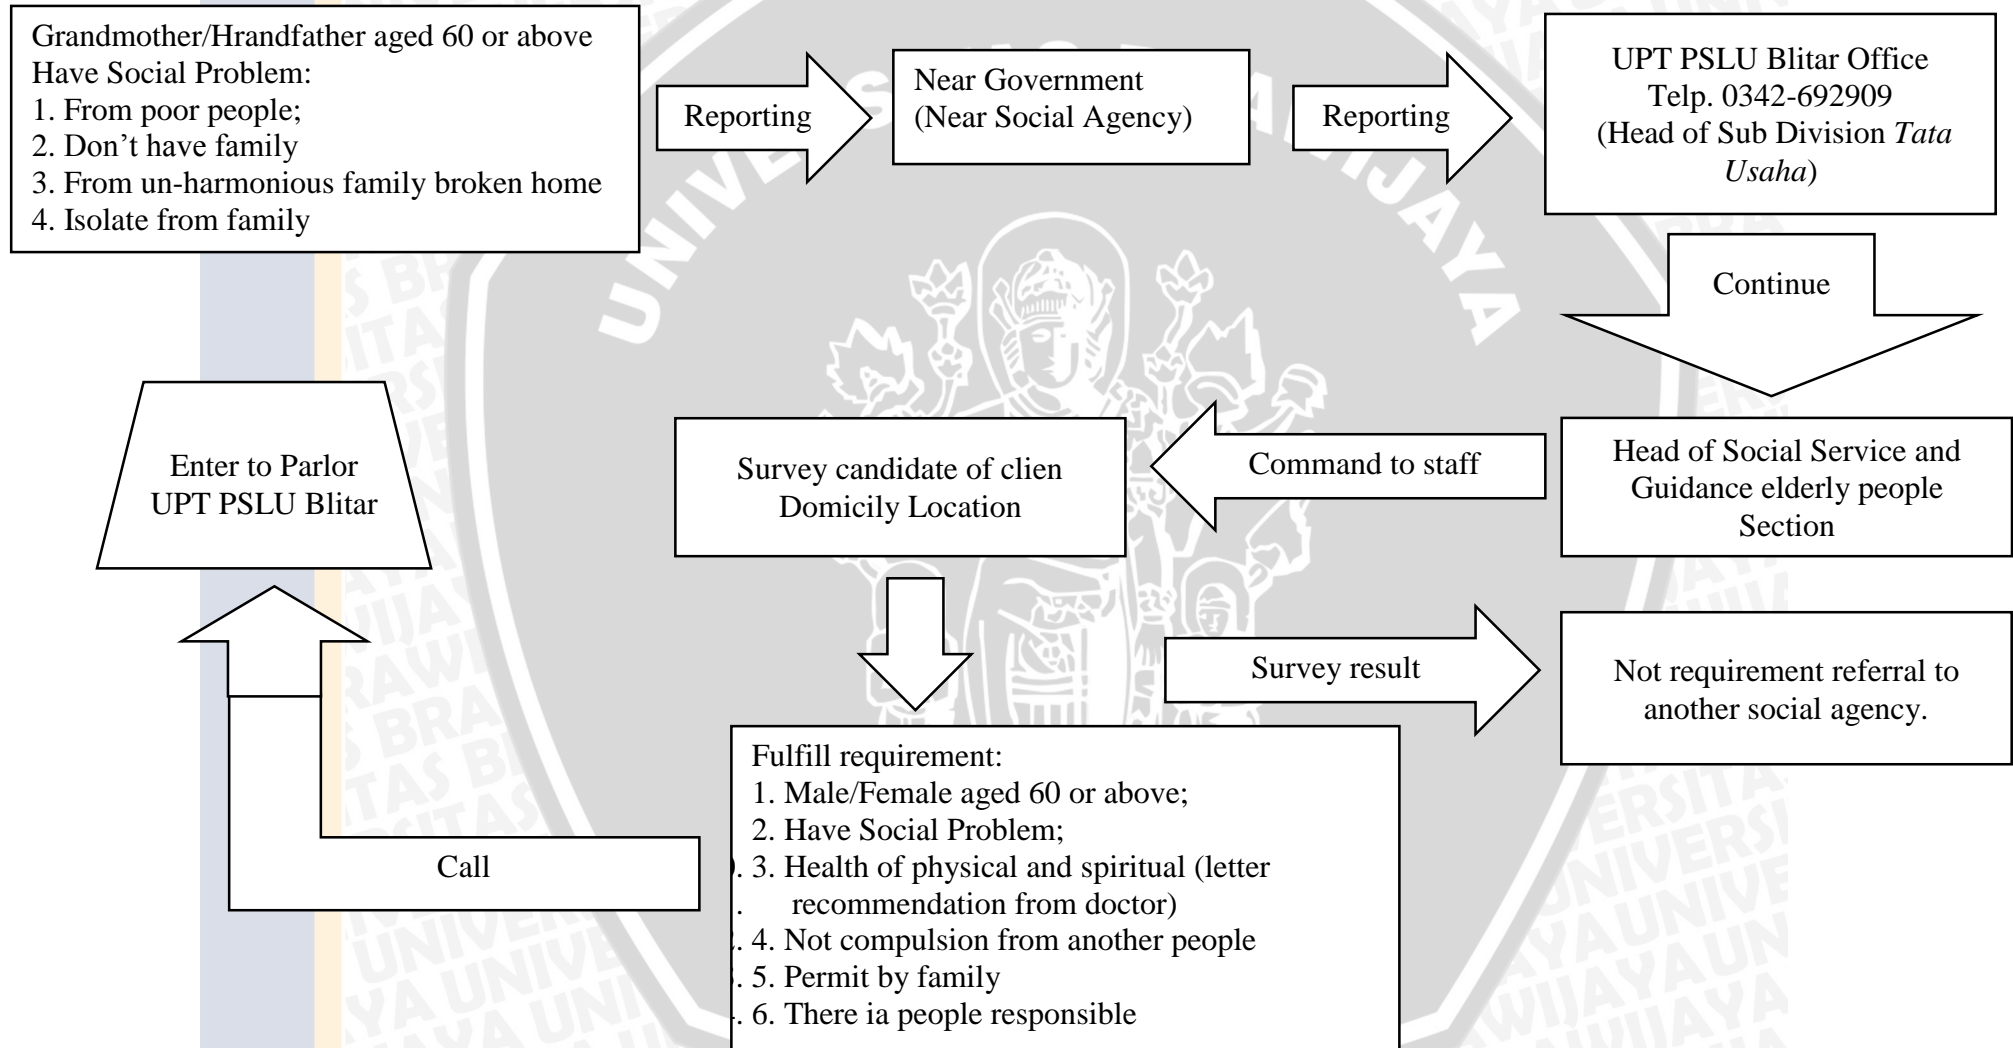 Grandmother/Hrandfather aged 60 or above
Have Social Problem:
1. From poor people;
2. Don’t have family
3. From un-harmonious family broken home
4. Isolate from family
Reporting
Near Government
(Near Social Agency)
Reporting
UPT PSLU Blitar Office
Telp. 0342-692909
(Head of Sub Division Tata
Usaha)
Continue
Head of Social Service and
Guidance elderly people
Section
Command to staff
Survey candidate of clien
Domicily Location
Survey result
Not requirement referral to
another social agency.
Fulfill requirement:
1. Male/Female aged 60 or above;
2. Have Social Problem;
3. Health of physical and spiritual (letter
recommendation from doctor)
4. Not compulsion from another people
5. Permit by family
6. There ia people responsible
Call
Enter to Parlor
UPT PSLU Blitar